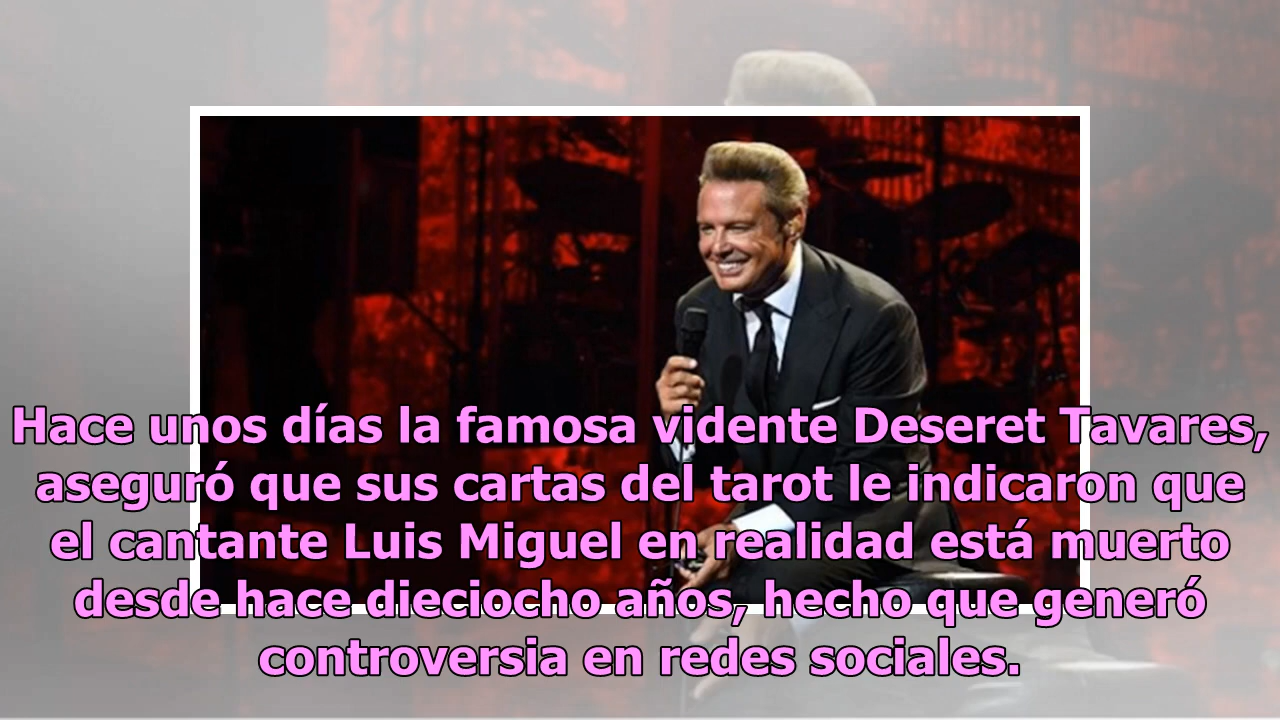 Hace unos días la famosa vidente Deseret Tavares,
aseguró que sus cartas del tarot le indicaron que
el cantante Luis Miguel en realidad está muerto
desde hace dieciocho años, hecho que generó
controversia en redes sociales.